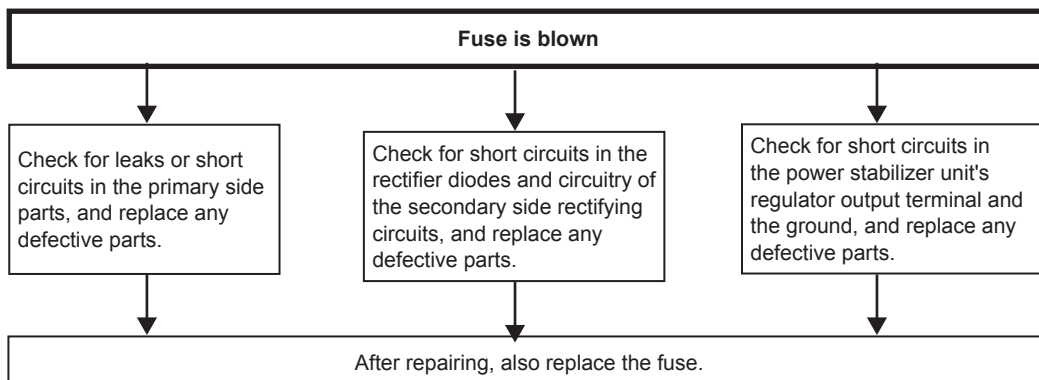 Fuse is blown
Check for leaks or short
circuits in the primary side
parts, and replace any
defective parts.
Check for short circuits in the
rectifier diodes and circuitry of
the secondary side rectifying
circuits, and replace any
defective parts.
Check for short circuits in
the power stabilizer unit's
regulator output terminal and
the ground, and replace any
defective parts.
After repairing, also replace the fuse.